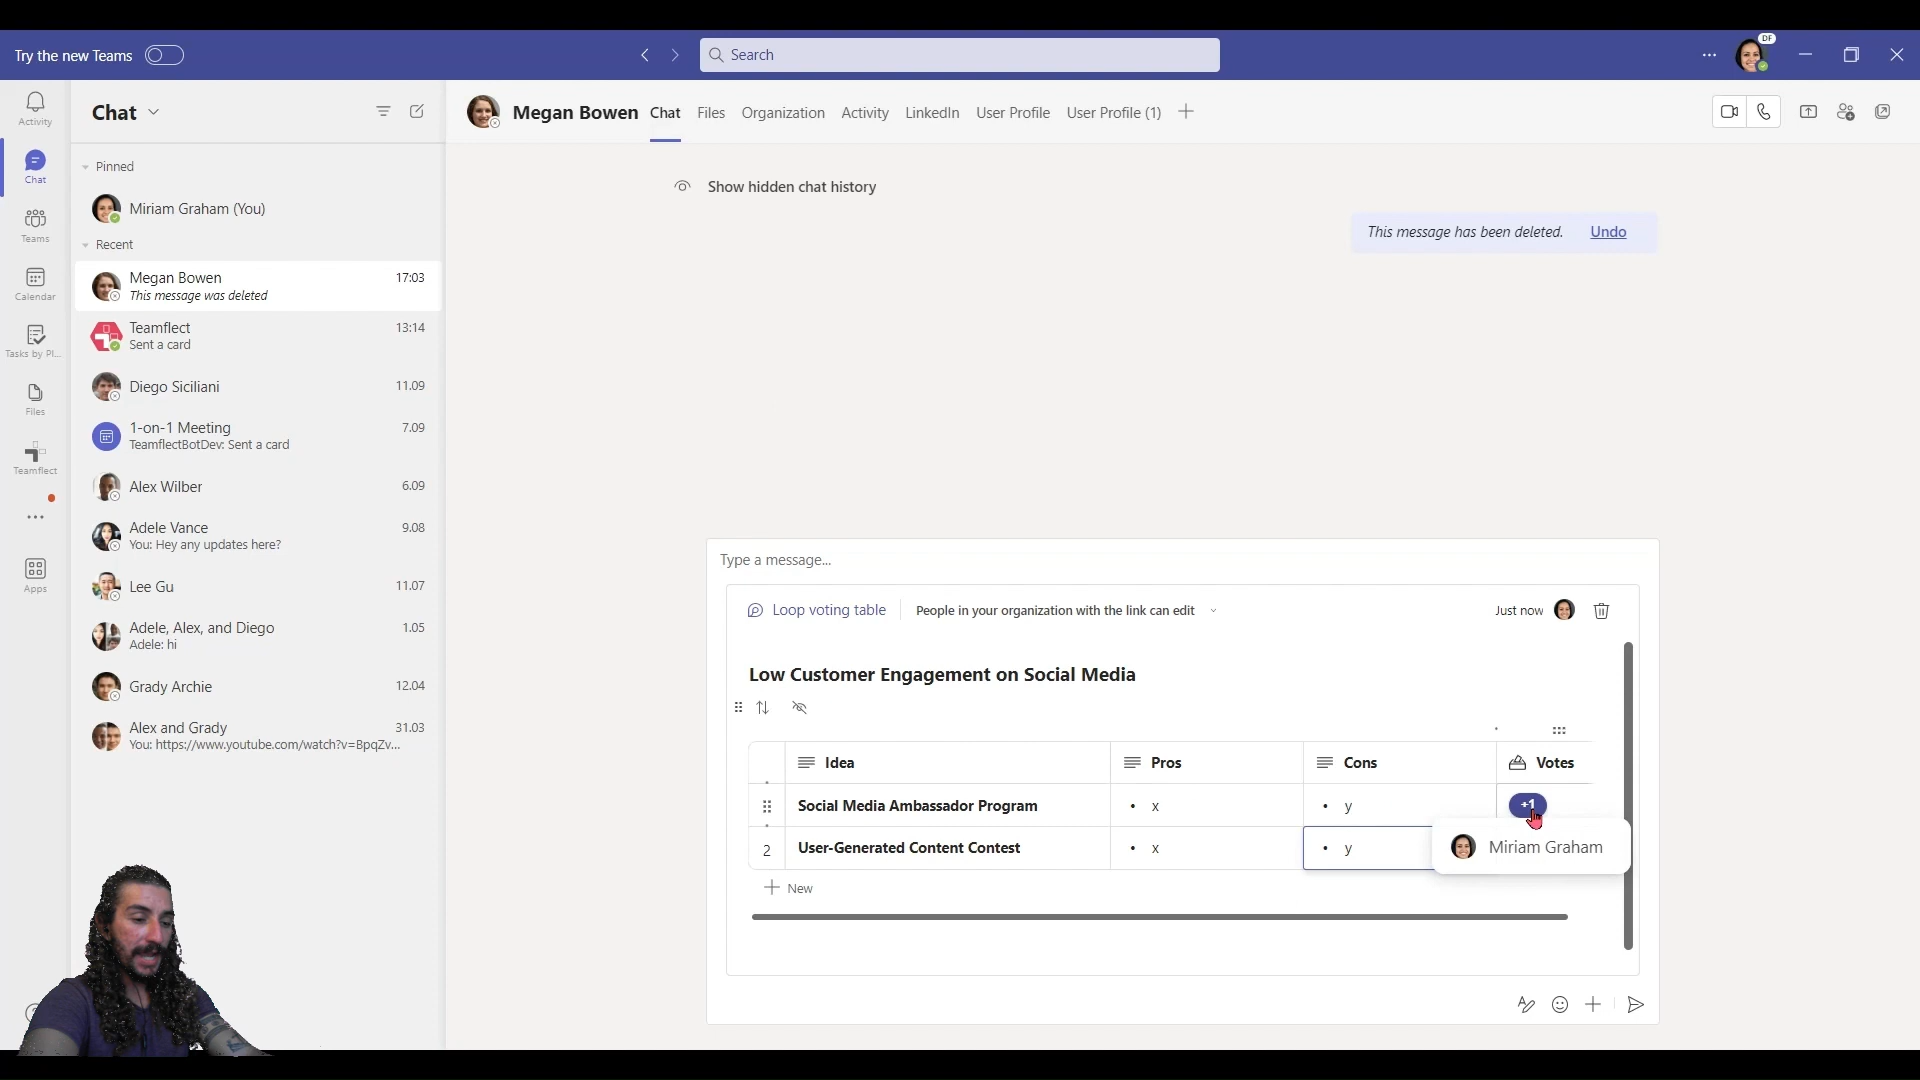 Try the new Teams
Search
DF
Activity
Chat
Teams
Calendar
Tasks by Pl...
Files
Teamflect
Apps
Chat
Pinned
Miriam Graham (You)
Recent
Megan Bowen 17:03
This message was deleted
Teamflect 13:14
Sent a card
Diego Siciliani 11.09
1-on-1 Meeting 7.09
TeamflectBotDev: Sent a card
Alex Wilber 6.09
Adele Vance 9.08
You: Hey any updates here?
Lee Gu 11.07
Adele, Alex, and Diego 1.05
Adele: hi
Grady Archie 12.04
Alex and Grady 31.03
You: https://www.youtube.com/watch?v=BpqZv...
Megan Bowen Chat Files Organization Activity LinkedIn User Profile User Profile (1)
Show hidden chat history
This message has been deleted. Undo
Type a message...
Loop voting table People in your organization with the link can edit Just now
Low Customer Engagement on Social Media
Idea Pros Cons Votes
Social Media Ambassador Program • x • y +1
2 User-Generated Content Contest • x • y
Miriam Graham
New